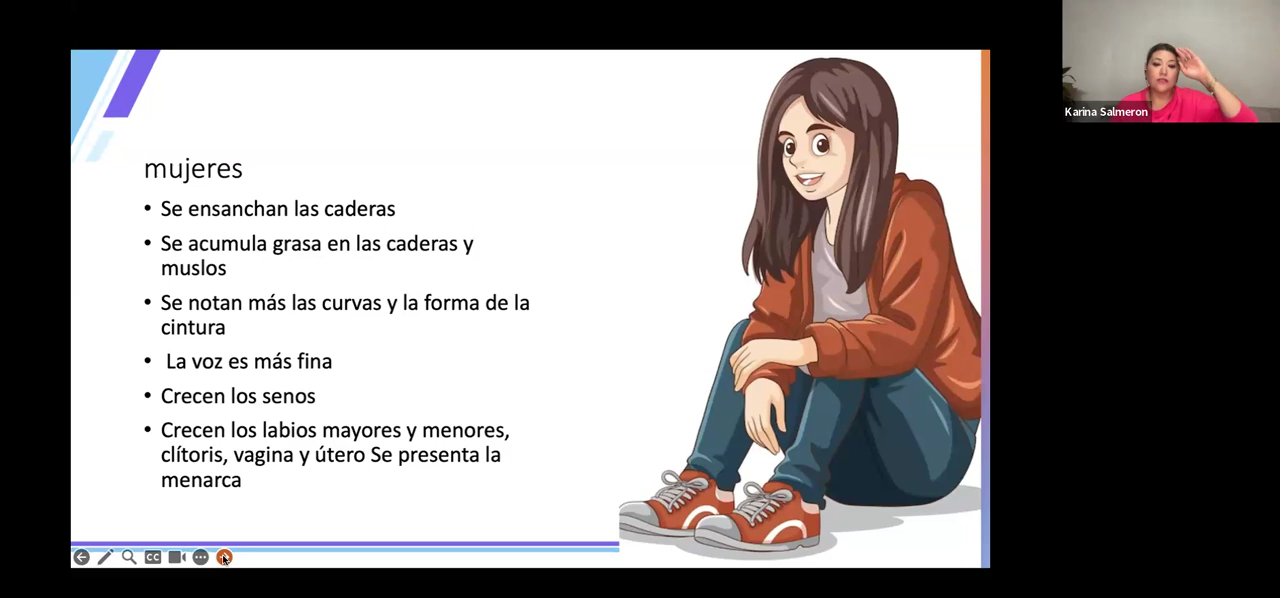 mujeres
• Se ensanchan las caderas
• Se acumula grasa en las caderas y
muslos
• Se notan más las curvas y la forma de la
cintura
• La voz es más fina
• Crecen los senos
• Crecen los labios mayores y menores,
clítoris, vagina y útero Se presenta la
menarca
CC
Karina Salmeron